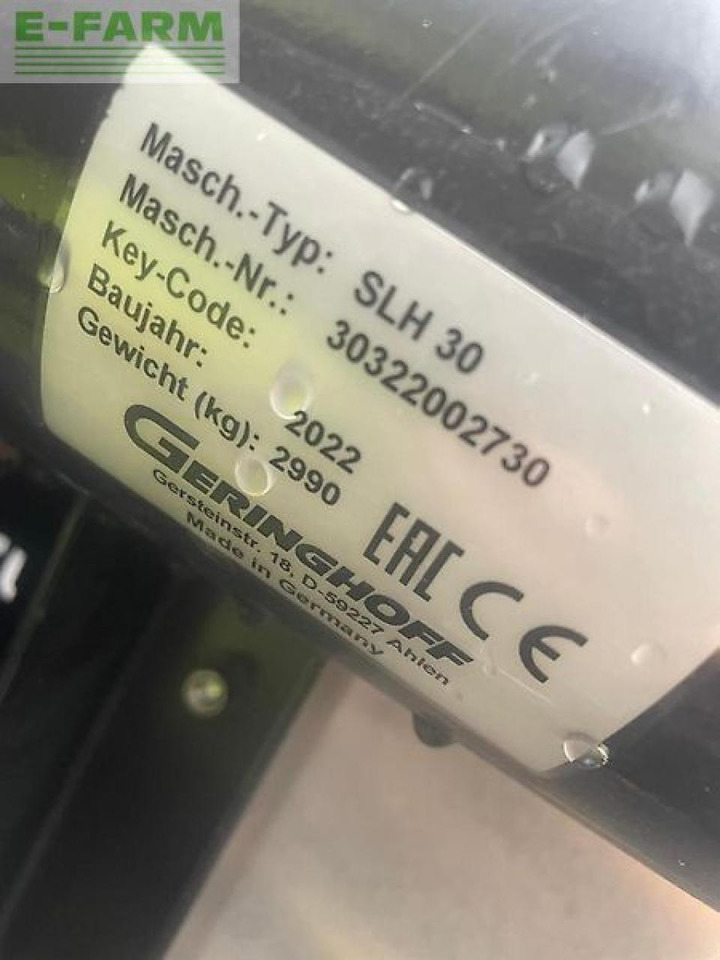 E-FARM
Masch.-Typ: SLH 30
Masch.-Nr.: 30322002730
Key-Code:
Baujahr: 2022
Gewicht (kg): 2990
GERINGHOFF
Gersteinstr. 18, D-59227 Ahlen
Made in Germany
EAC CE